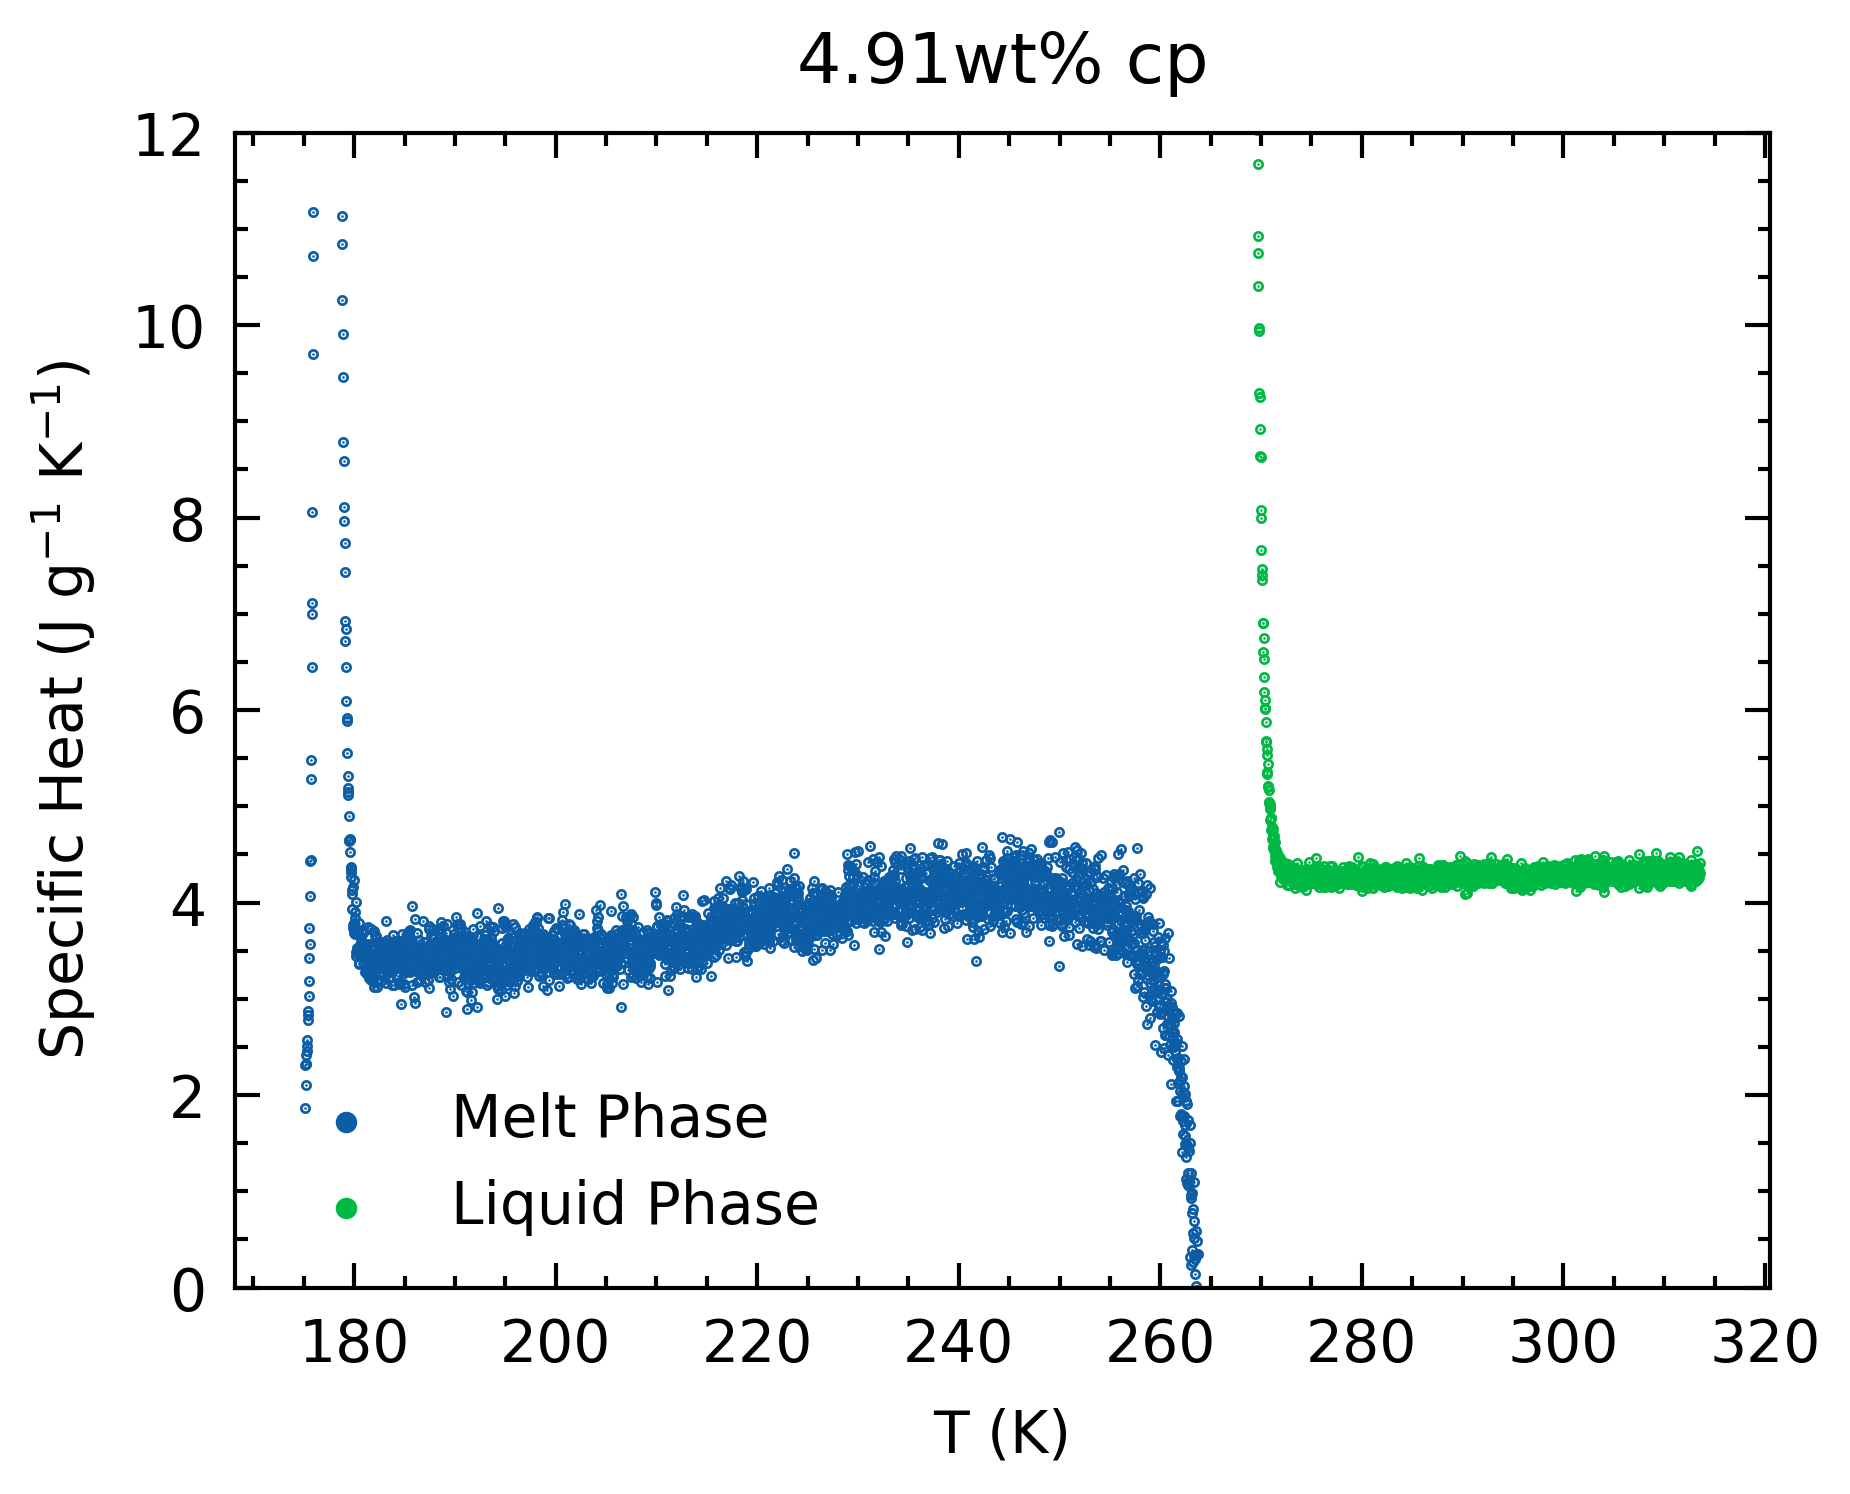 4.91wt% cp
12
10
8
6
4
2
0
Specific Heat (J g⁻¹ K⁻¹)
Melt Phase
Liquid Phase
180 200 220 240 260 280 300 320
T (K)